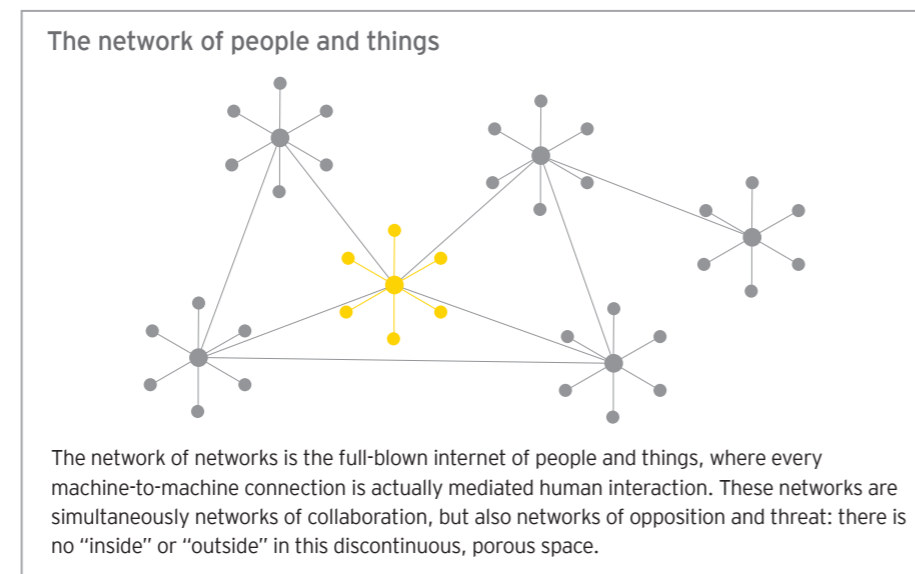 The network of people and things
The network of networks is the full-blown internet of people and things, where every
machine-to-machine connection is actually mediated human interaction. These networks are
simultaneously networks of collaboration, but also networks of opposition and threat: there is
no “inside” or “outside” in this discontinuous, porous space.